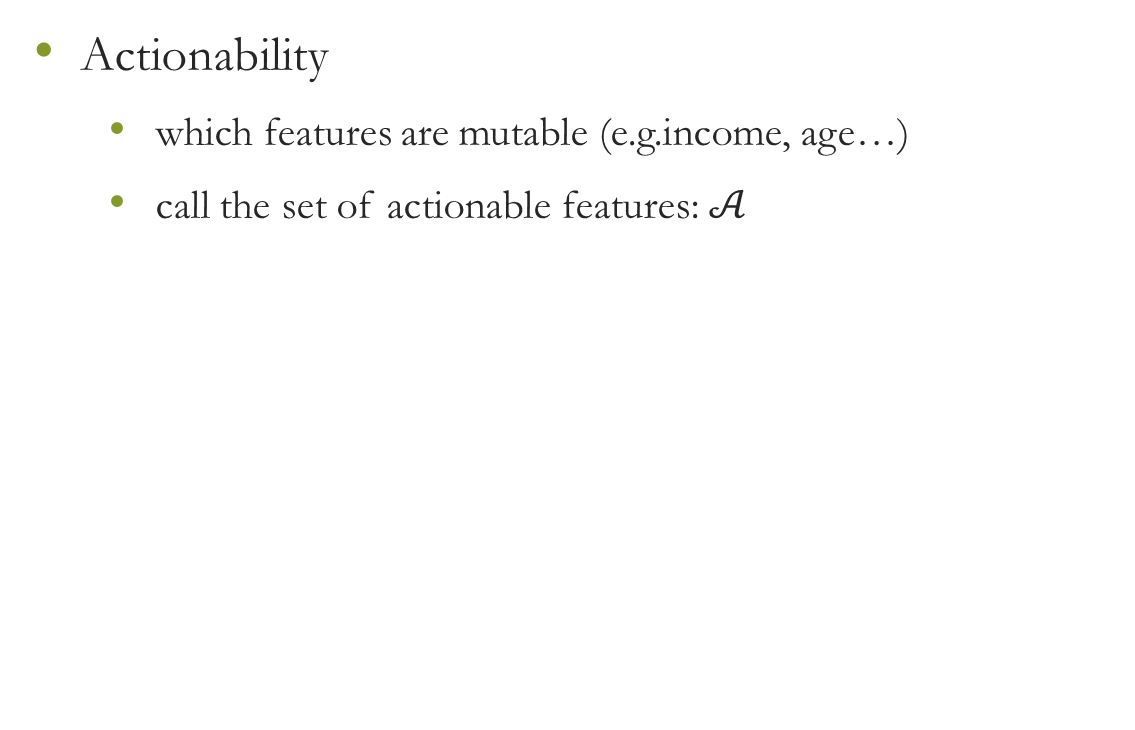 • Actionability
• which features are mutable (e.g.income, age…)
• call the set of actionable features: 𝒜